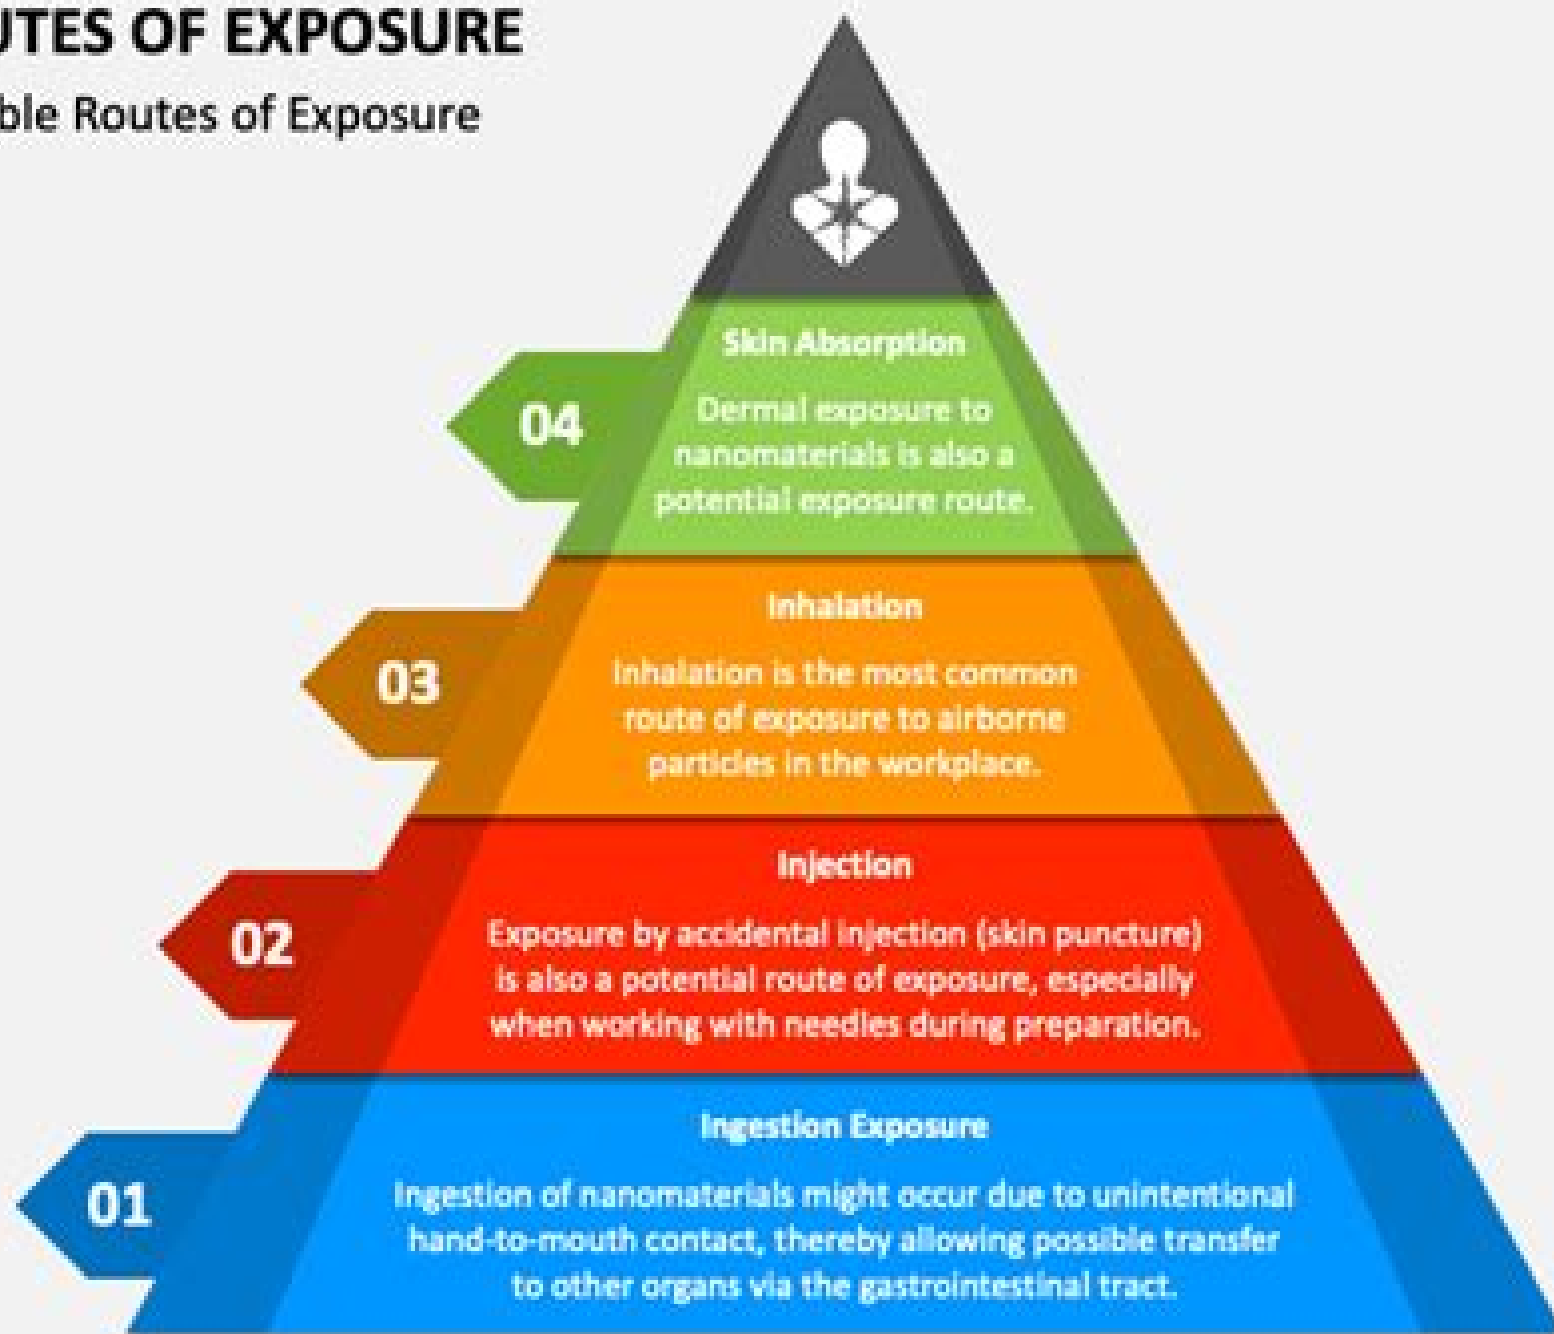 UTES OF EXPOSURE
ble Routes of Exposure
Skin Absorption
04
Dermal exposure to
nanomaterials is also a
potential exposure route.
Inhalation
03
Inhalation is the most common
route of exposure to airborne
particles in the workplace.
Injection
02
Exposure by accidental injection (skin puncture)
is also a potential route of exposure, especially
when working with needles during preparation.
Ingestion Exposure
01
Ingestion of nanomaterials might occur due to unintentional
hand-to-mouth contact, thereby allowing possible transfer
to other organs via the gastrointestinal tract.